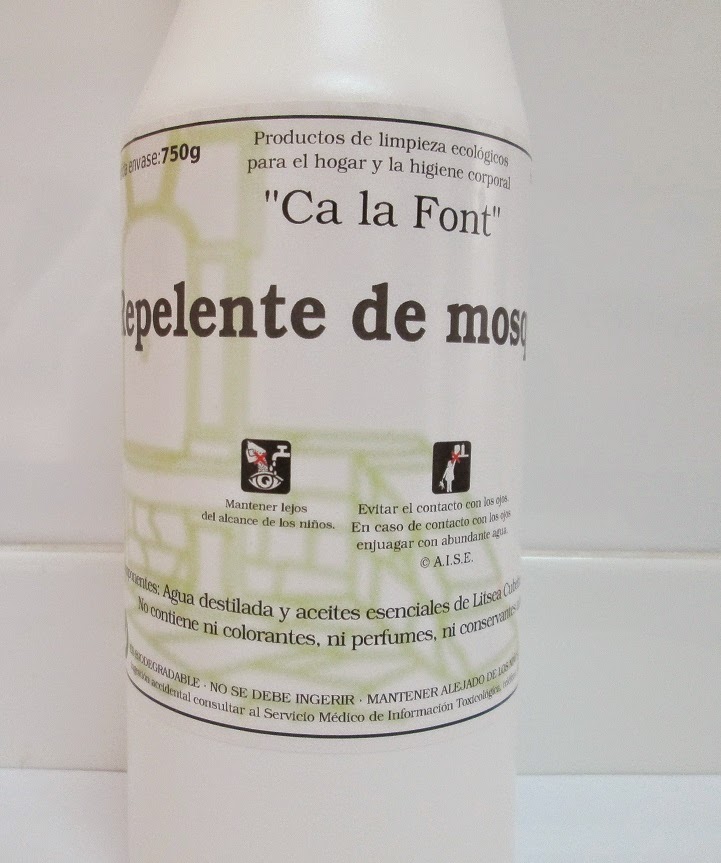 envase:750g
Productos de limpieza ecológicos
para el hogar y la higiene corporal
"Ca la Font"
Repelente de mosq
Mantener lejos
del alcance de los niños.
Evitar el contacto con los ojos.
En caso de contacto con los ojos
enjuagar con abundante agua.
© A.I.S.E.
Agua destilada y aceites esenciales de Litsea
No contiene ni colorantes, ni perfumes, ni conservantes
BIODEGRADABLE · NO SE DEBE INGERIR · MANTENER ALEJADO DE LOS
accidental consultar al Servicio Médico de Información Toxicológica,